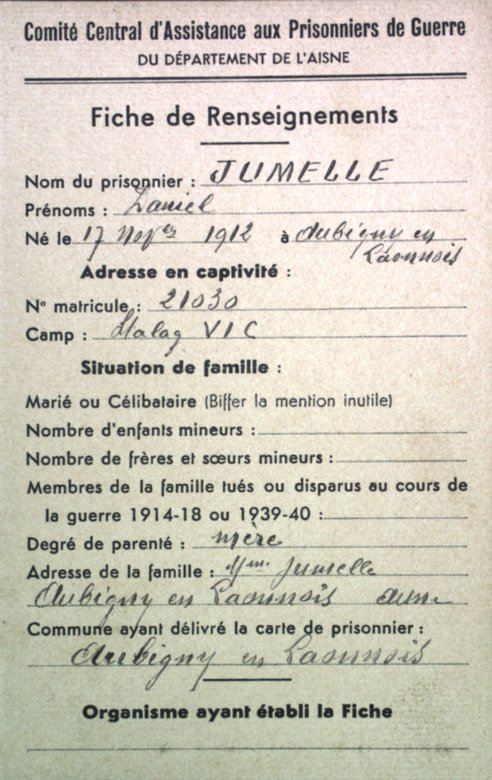 Comité Central d'Assistance aux Prisonniers de Guerre
DU DÉPARTEMENT DE L'AISNE
Fiche de Renseignements
Nom du prisonnier : JUMELLE
Prénoms : Daniel
Né le 17 1912 à Aubigny en
Laonnois
Adresse en captivité :
N° matricule : 21030
Camp : Stalag VI C
Situation de famille :
Marié ou Célibataire (Biffer la mention inutile)
Nombre d'enfants mineurs :
Nombre de frères et sœurs mineurs :
Membres de la famille tués ou disparus au cours de
la guerre 1914-18 ou 1939-40 :
Degré de parenté : mère
Adresse de la famille : Mme Jumelle
Aubigny en Laonnois
Commune ayant délivré la carte de prisonnier :
Aubigny en Laonnois
Organisme ayant établi la Fiche